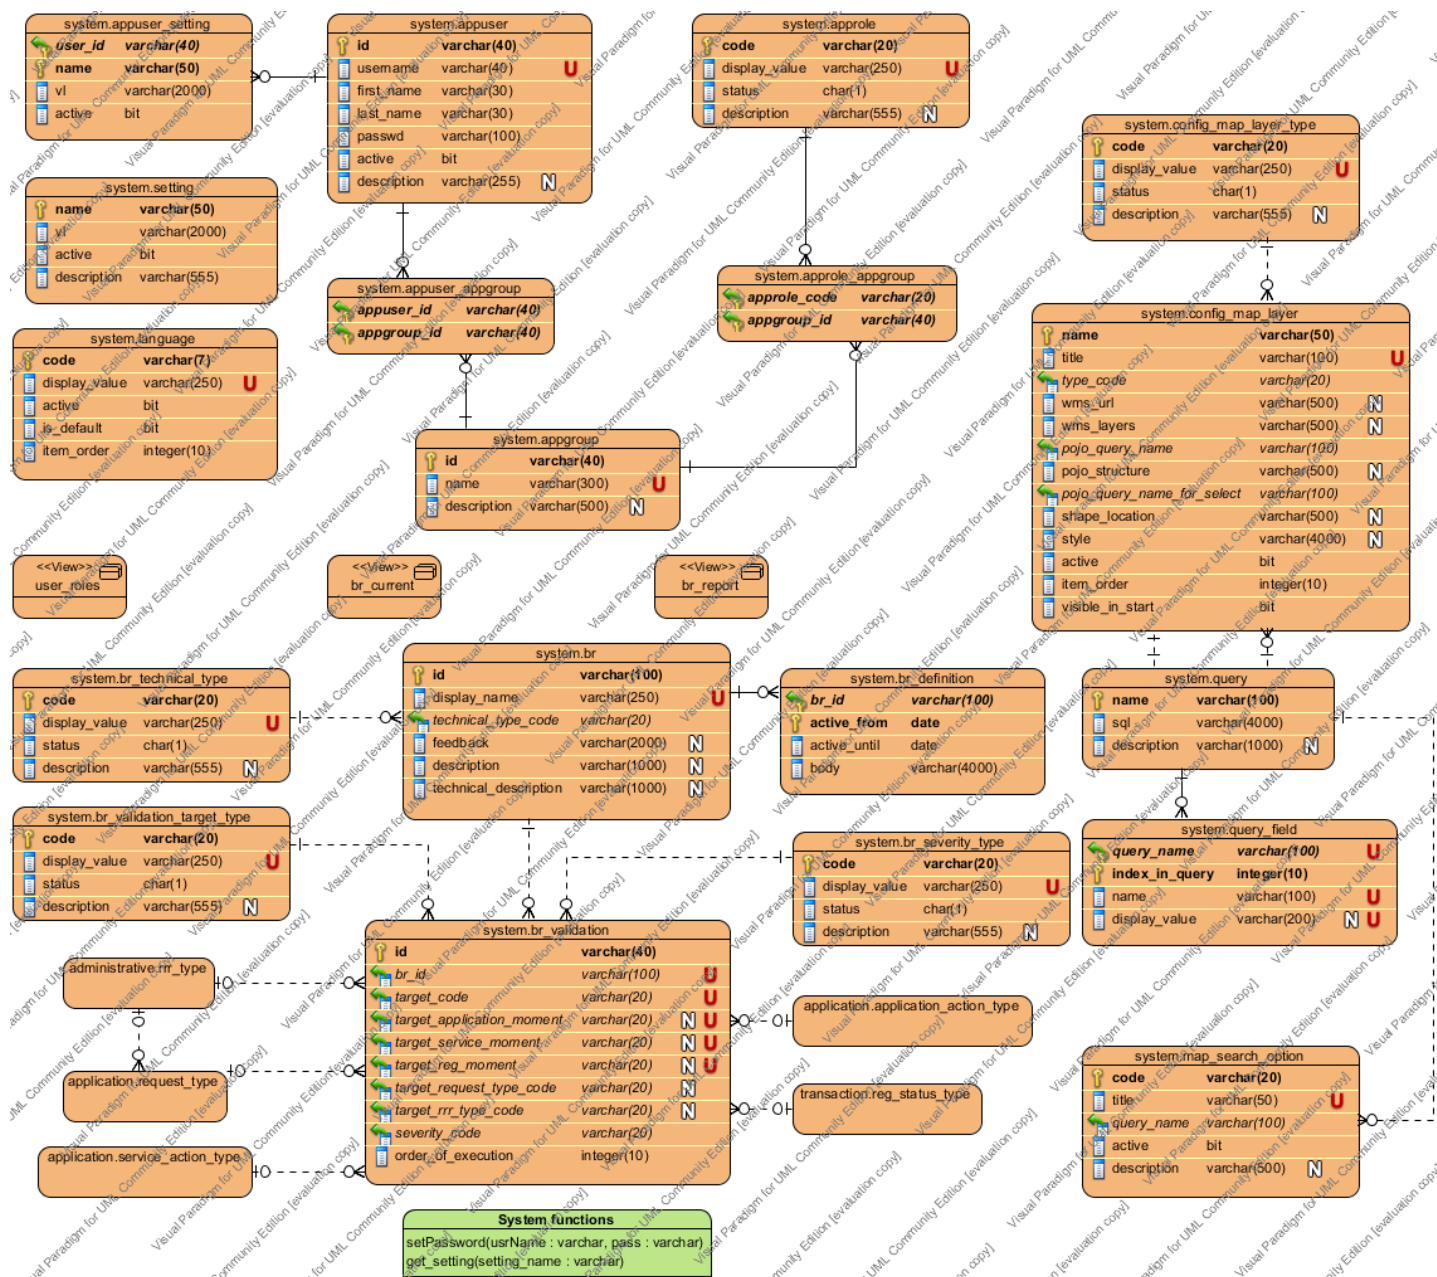 system.appuser_setting
user_id varchar(40)
name varchar(50)
vl varchar(2000)
active bit
system.appuser
id varchar(40)
username varchar(40) U
first_name varchar(30)
last_name varchar(30)
passwd varchar(100)
active bit
description varchar(255) N
system.approle
code varchar(20)
display_value varchar(250) U
status char(1)
description varchar(555) N
system.config_map_layer_type
code varchar(20)
display_value varchar(250) U
status char(1)
description varchar(555) N
system.setting
name varchar(50)
vl varchar(2000)
active bit
description varchar(555)
system.appuser_appgroup
appuser_id varchar(40)
appgroup_id varchar(40)
system.approle_appgroup
approle_code varchar(20)
appgroup_id varchar(40)
system.config_map_layer
name varchar(50)
title varchar(100) U
type_code varchar(20)
wms_url varchar(500) N
wms_layers varchar(500) N
pojo_query_name varchar(100)
pojo_structure varchar(500) N
pojo_query_name_for_select varchar(100)
shape_location varchar(500) N
style varchar(4000) N
active bit
item_order integer(10)
visible_in_start bit
system.language
code varchar(7)
display_value varchar(250) U
active bit
is_default bit
item_order integer(10)
system.appgroup
id varchar(40)
name varchar(300) U
description varchar(500) N
<<View>>
user_roles
<<View>>
br_current
<<View>>
br_report
system.br_technical_type
code varchar(20)
display_value varchar(250) U
status char(1)
description varchar(555) N
system.br
id varchar(100)
display_name varchar(250) U
technical_type_code varchar(20)
feedback varchar(2000) N
description varchar(1000) N
technical_description varchar(1000) N
system.br_definition
br_id varchar(100)
active_from date
active_until date
body varchar(4000)
system.query
name varchar(100)
sql varchar(4000)
description varchar(1000) N
system.br_validation_target_type
code varchar(20)
display_value varchar(250) U
status char(1)
description varchar(555) N
system.br_severity_type
code varchar(20)
display_value varchar(250) U
status char(1)
description varchar(555) N
system.query_field
query_name varchar(100) U
index_in_query integer(10)
name varchar(100) U
display_value varchar(200) N U
system.br_validation
id varchar(40)
br_id varchar(100) U
target_code varchar(20) U
target_application_moment varchar(20) N U
target_service_moment varchar(20) N U
target_reg_moment varchar(20) N U
target_request_type_code varchar(20) N
target_rrr_type_code varchar(20) N
severity_code varchar(20)
order_of_execution integer(10)
administrative.rrr_type
application.request_type
application.service_action_type
application.application_action_type
transaction.reg_status_type
system.map_search_option
code varchar(20)
title varchar(50) U
query_name varchar(100)
active bit
description varchar(500) N
System functions
setPassword(usrName : varchar, pass : varchar)
get_setting(setting_name : varchar)
Visual Paradigm for UML Community Edition [evaluation copy]